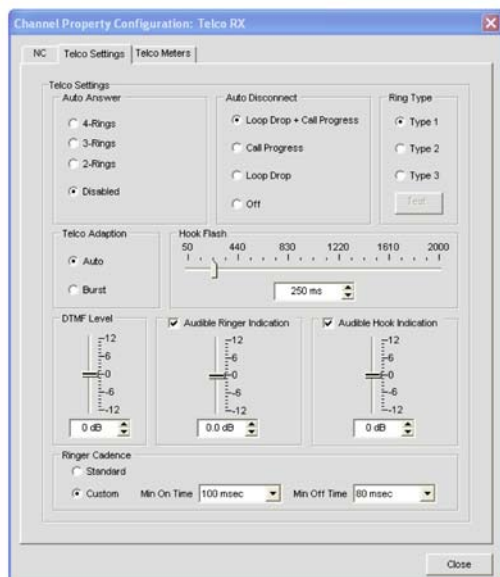 Channel Property Configuration: Telco RX
NC Telco Settings Telco Meters
Telco Settings
Auto Answer
4-Rings
3-Rings
2-Rings
Disabled
Auto Disconnect
Loop Drop + Call Progress
Call Progress
Loop Drop
Off
Ring Type
Type 1
Type 2
Type 3
Test
Telco Adaption
Auto
Burst
Hook Flash
50 440 830 1220 1610 2000
250 ms
DTMF Level
12
6
0
-6
-12
0 dB
Audible Ringer Indication
12
6
0
-6
-12
0.0 dB
Audible Hook Indication
12
6
0
-6
-12
0 dB
Ringer Cadence
Standard
Custom Min On Time 100 msec Min Off Time 80 msec
Close